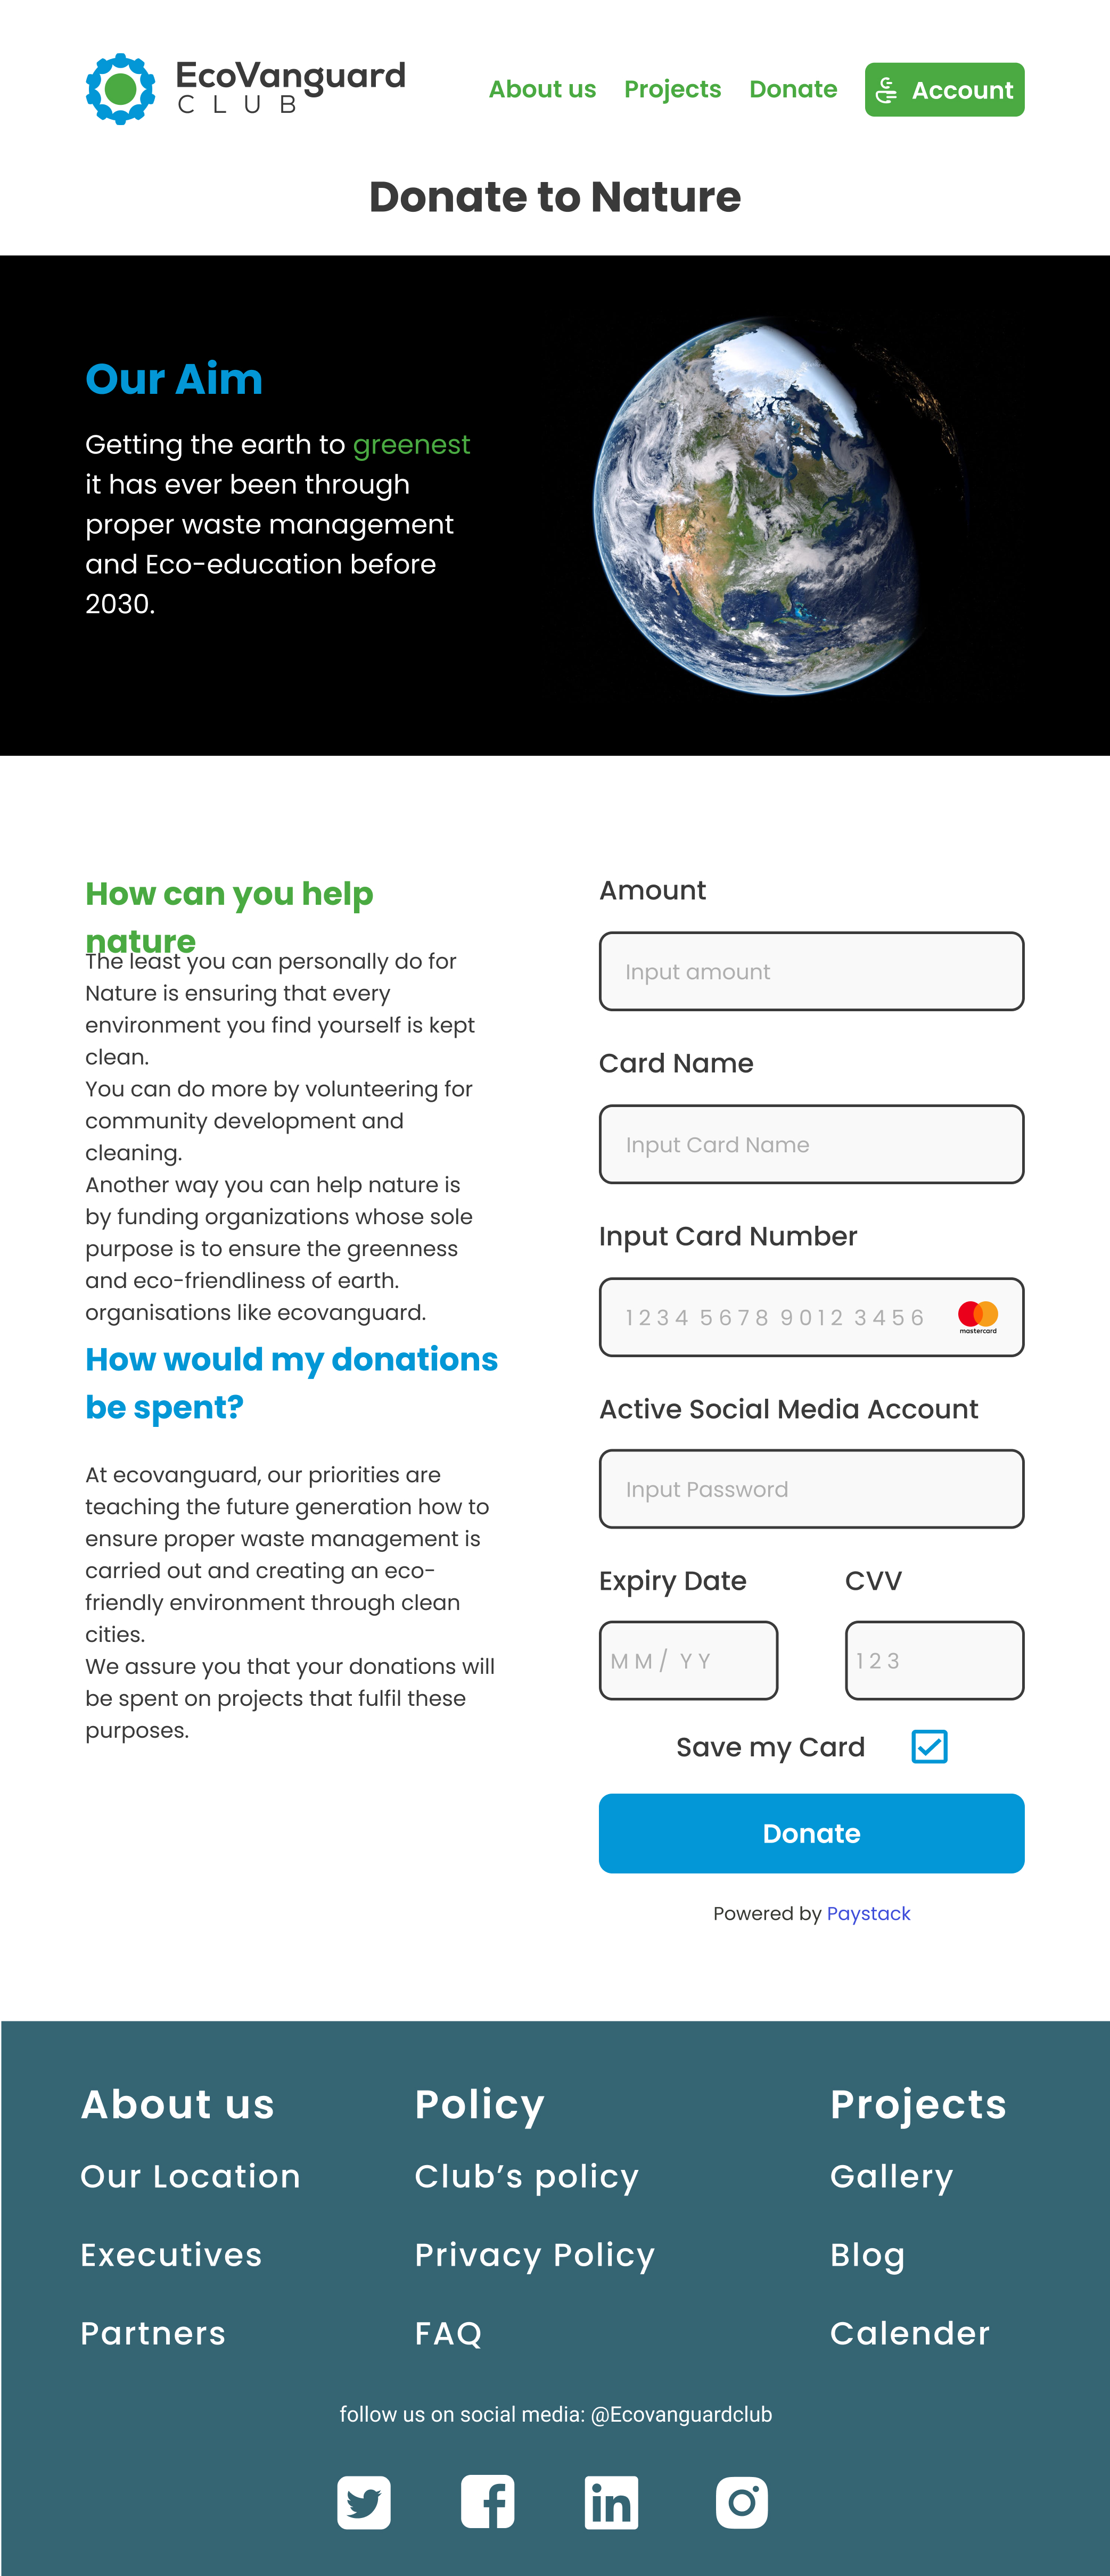 EcoVanguard
CLUB
About us
Projects
Donate
Account
Donate to Nature
Our Aim
Getting the earth to greenest
it has ever been through
proper waste management
and Eco-education before
2030.
How can you help
nature
The least you can personally do for
Nature is ensuring that every
environment you find yourself is kept
clean.
You can do more by volunteering for
community development and
cleaning.
Another way you can help nature is
by funding organizations whose sole
purpose is to ensure the greenness
and eco-friendliness of earth.
organisations like ecovanguard.
How would my donations
be spent?
At ecovanguard, our priorities are
teaching the future generation how to
ensure proper waste management is
carried out and creating an eco-
friendly environment through clean
cities.
We assure you that your donations will
be spent on projects that fulfil these
purposes.
Amount
Input amount
Card Name
Input Card Name
Input Card Number
1234 5678 9012 3456
mastercard
Active Social Media Account
Input Password
Expiry Date
CVV
MM/ YY
123
Save my Card
Donate
Powered by Paystack
About us
Policy
Projects
Our Location
Club’s policy
Gallery
Executives
Privacy Policy
Blog
Partners
FAQ
Calender
follow us on social media: @Ecovanguardclub